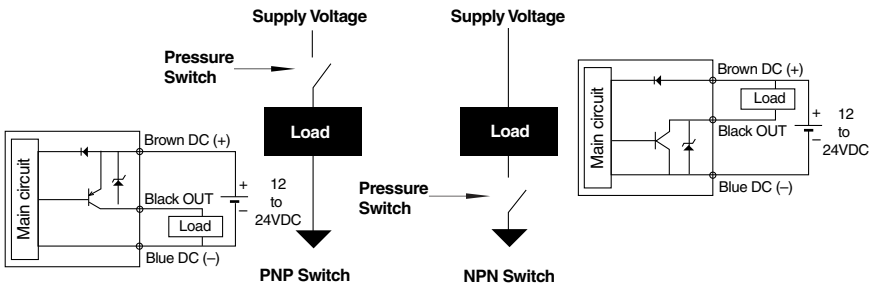 Supply Voltage
Pressure
Switch
Load
PNP Switch
Main circuit
Brown DC (+)
Black OUT
Load
Blue DC (–)
+
–
12
to
24VDC
Supply Voltage
Load
Pressure
Switch
NPN Switch
Main circuit
Brown DC (+)
Load
Black OUT
Blue DC (–)
+
–
12
to
24VDC